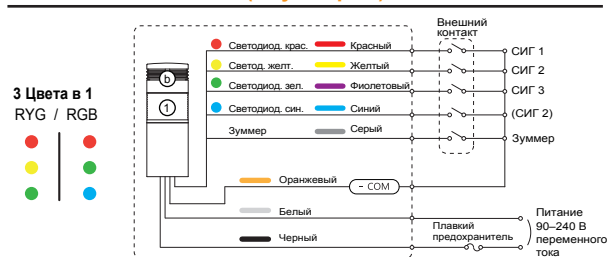 Внешний
контакт
Светодиод. крас. Красный СИГ 1
Светод. желт. Желтый СИГ 2
Светодиод. зел. Фиолетовый СИГ 3
Светодиод. син. Синий (СИГ 2)
Зуммер Серый Зуммер
b
1
3 Цвета в 1
RYG / RGB
Оранжевый - COM
Белый
Черный
Плавкий
предохранитель
Питание
90–240 В
переменного
тока